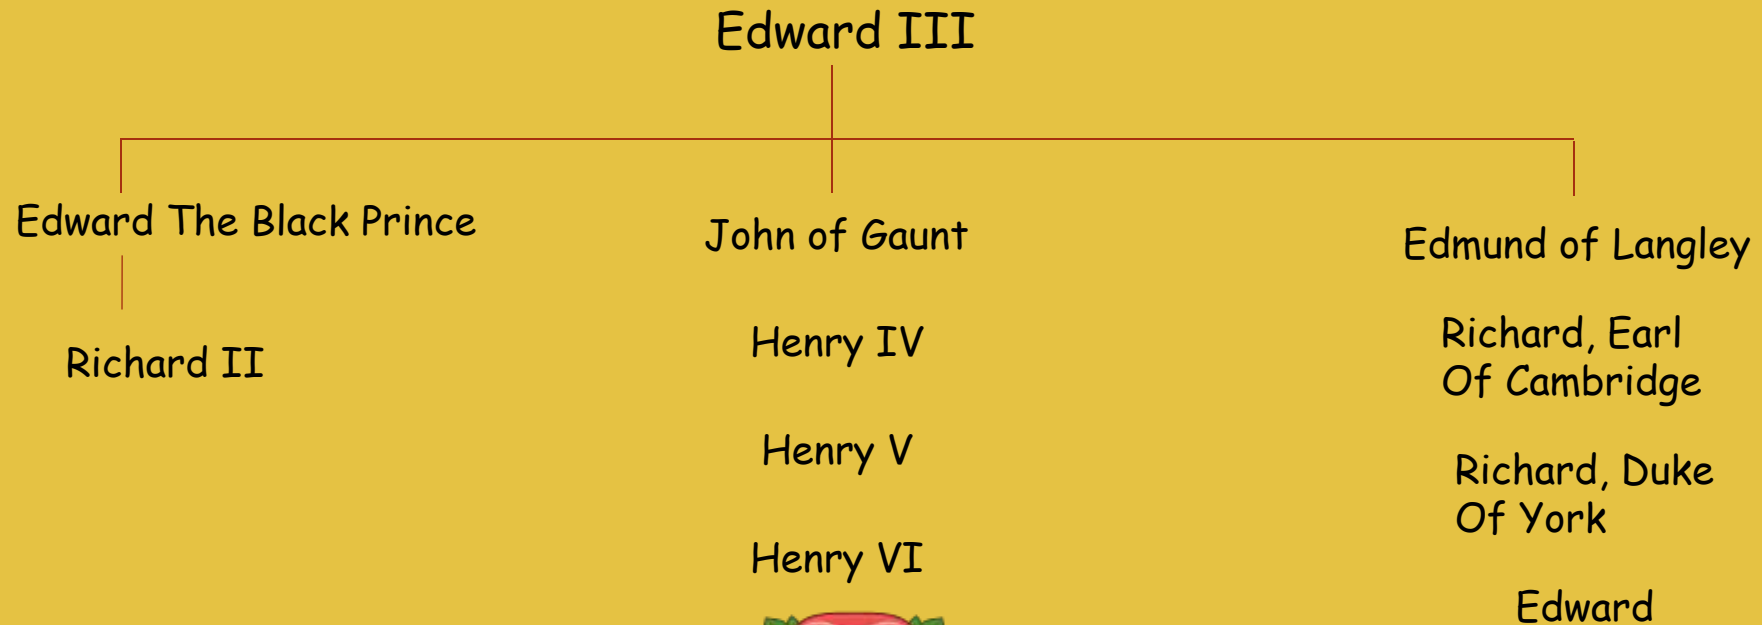 Edward III
Edward The Black Prince
Richard II
John of Gaunt
Henry IV
Henry V
Henry VI
Edmund of Langley
Richard, Earl
Of Cambridge
Richard, Duke
Of York
Edward